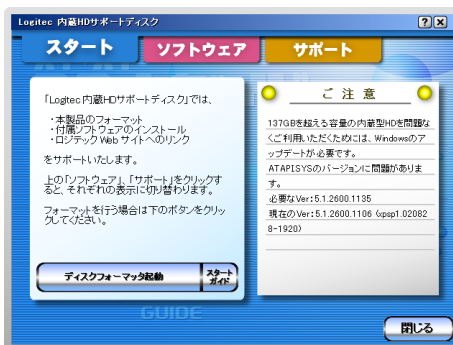 Logitec 内蔵HDサポートディスク
スタート ソフトウェア サポート
「Logitec 内蔵HDサポートディスク」では、
・本製品のフォーマット
・付属ソフトウェアのインストール
・ロジテック Web サイトへのリンク
をサポートいたします。
上の「ソフトウェア」、「サポート」をクリックす
ると、それぞれの表示に切り替わります。
フォーマットを行う場合は下のボタンをクリッ
クしてください。
ディスクフォーマッタ起動
スタート
ガイド
ご 注 意
137GBを超える容量の内蔵型HDを問題な
くご利用いただくためには、Windowsのア
ップデートが必要です。
ATAPISYSのバージョンに問題がありま
す。
必要なVer:5.1.2600.1135
現在のVer:5.1.2600.1106 (xpsp1.02082
8-1920)
GUIDE
閉じる